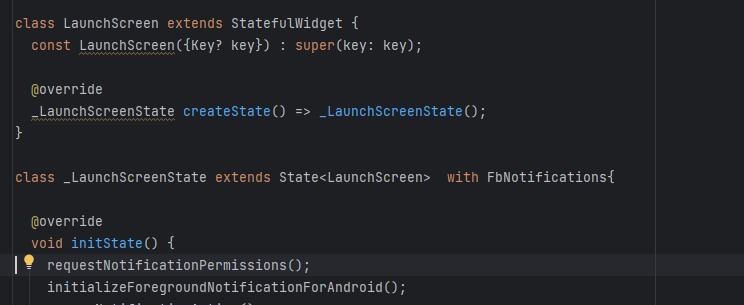 class LaunchScreen extends StatefulWidget {
  const LaunchScreen({Key? key}) : super(key: key);

  @override
  _LaunchScreenState createState() => _LaunchScreenState();
}

class _LaunchScreenState extends State<LaunchScreen>  with FbNotifications{

  @override
  void initState() {
    requestNotificationPermissions();
    initializeForegroundNotificationForAndroid();